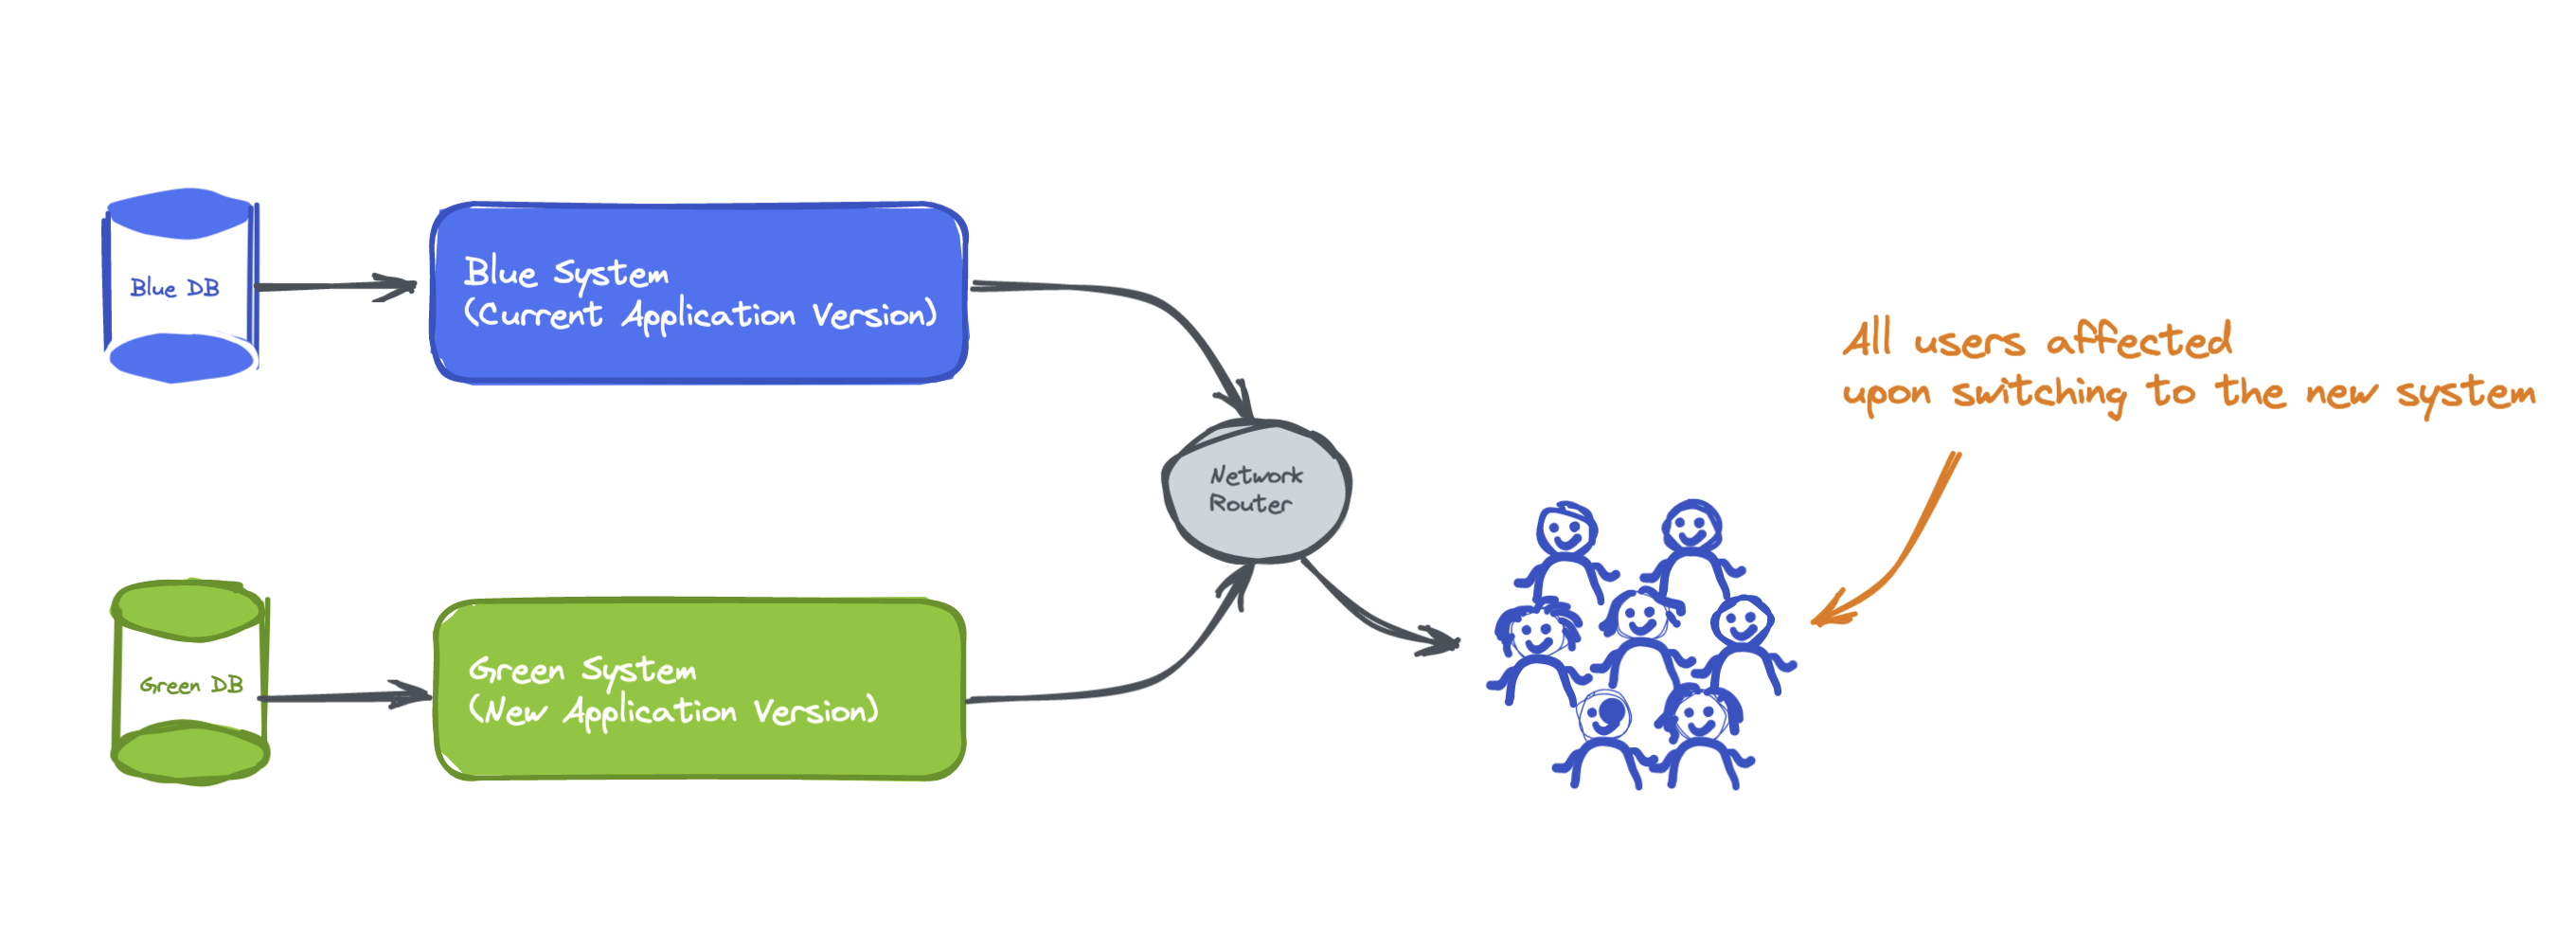 Blue DB
Blue System
(Current Application Version)
Network
Router
All users affected
upon switching to the new system
Green DB
Green System
(New Application Version)